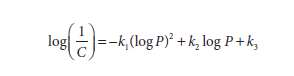 log(1/C)=–k₁(log P)² + k₂ log P + k₃